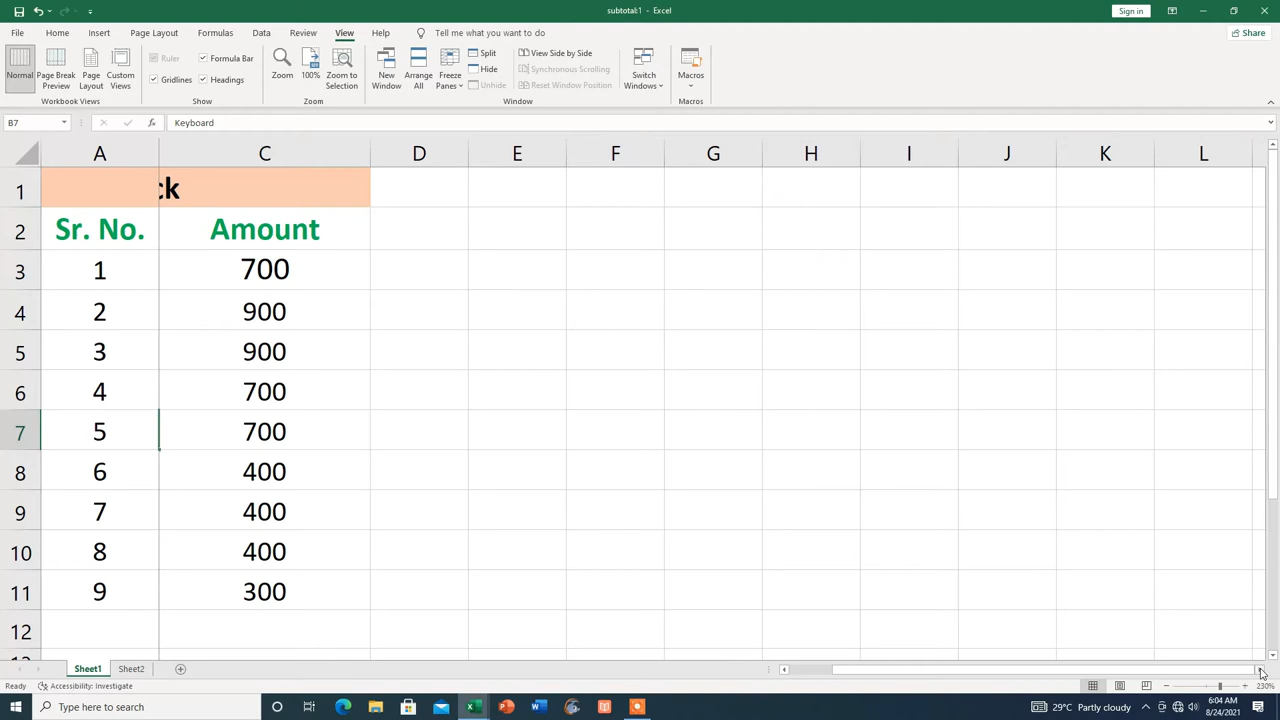 subtotal:1 - Excel
Sign in
File Home Insert Page Layout Formulas Data Review View Help Tell me what you want to do
Share
Normal
Page Break Preview
Page Layout
Custom Views
Workbook Views
Ruler
Formula Bar
Gridlines
Headings
Show
Zoom
100%
Zoom to Selection
Zoom
New Window
Arrange All
Freeze Panes
Split
Hide
Unhide
View Side by Side
Synchronous Scrolling
Reset Window Position
Window
Switch Windows
Macros
Macros
B7
fx
Keyboard
A C D E F G H I J K L
1 ck
2 Sr. No. Amount
3 1 700
4 2 900
5 3 900
6 4 700
7 5 700
8 6 400
9 7 400
10 8 400
11 9 300
12
Sheet1 Sheet2
Ready Accessibility: Investigate
230%
Type here to search
29°C Partly cloudy
6:04 AM
8/24/2021